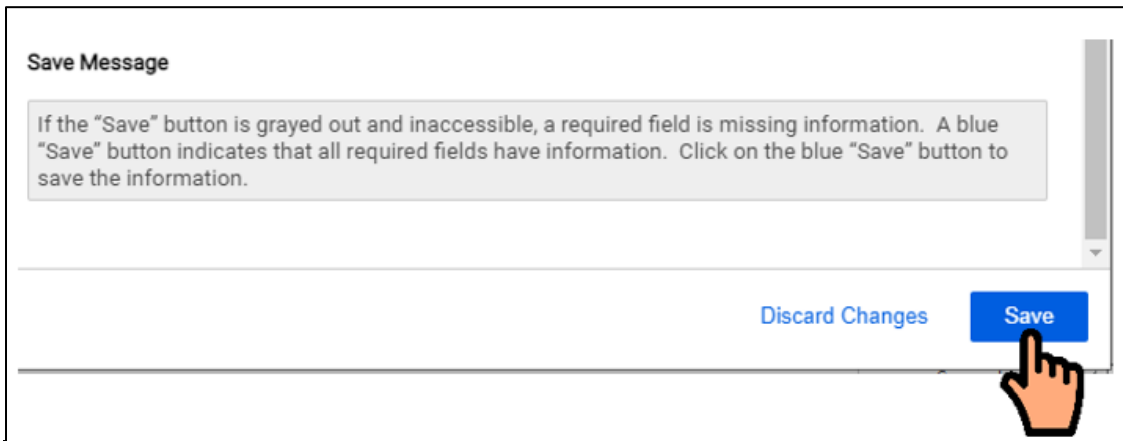 Save Message
If the “Save” button is grayed out and inaccessible, a required field is missing information.  A blue
“Save” button indicates that all required fields have information.  Click on the blue “Save” button to
save the information.
Discard Changes
Save